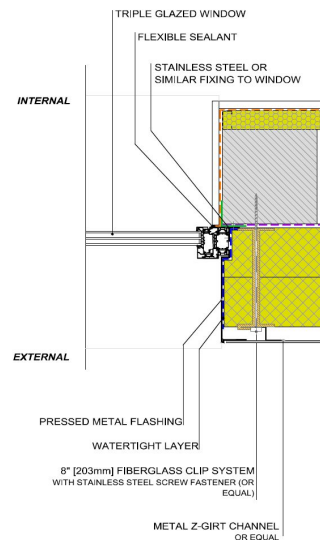 TRIPLE GLAZED WINDOW
FLEXIBLE SEALANT
STAINLESS STEEL OR
SIMILAR FIXING TO WINDOW
INTERNAL
EXTERNAL
PRESSED METAL FLASHING
WATERTIGHT LAYER
8" [203mm] FIBERGLASS CLIP SYSTEM
WITH STAINLESS STEEL SCREW FASTENER (OR
EQUAL)
METAL Z-GIRT CHANNEL
OR EQUAL